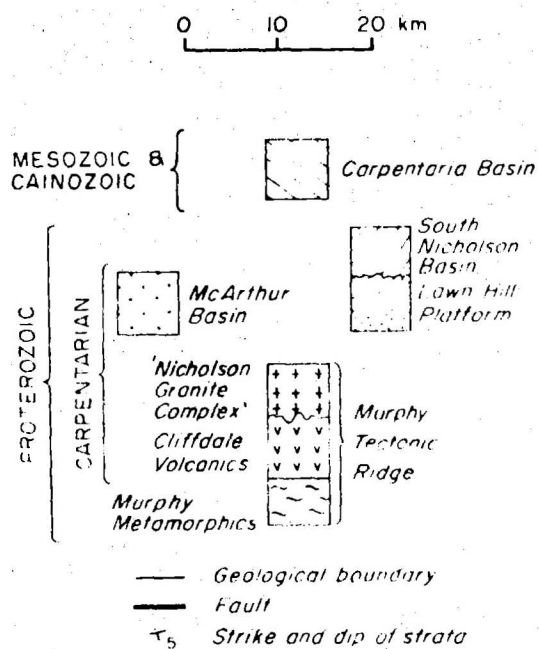 0 10 20 km
MESOZOIC &
CAINOZOIC
Carpentaria Basin
PROTEROZOIC
CARPENTARIAN
McArthur
Basin
South
Nicholson
Basin
Lawn Hill
Platform
'Nicholson
Granite
Complex'
Cliffdale
Volcanics
Murphy
Metamorphics
Murphy
Tectonic
Ridge
Geological boundary
Fault
5 Strike and dip of strata